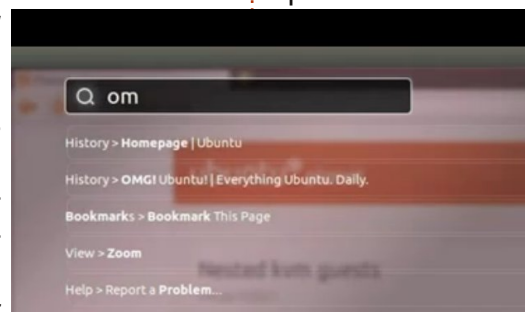 om
History > Homepage | Ubuntu
History > OMG! Ubuntu! | Everything Ubuntu. Daily.
Bookmarks > Bookmark This Page
View > Zoom
Nested kvm guests
Help > Report a Problem...